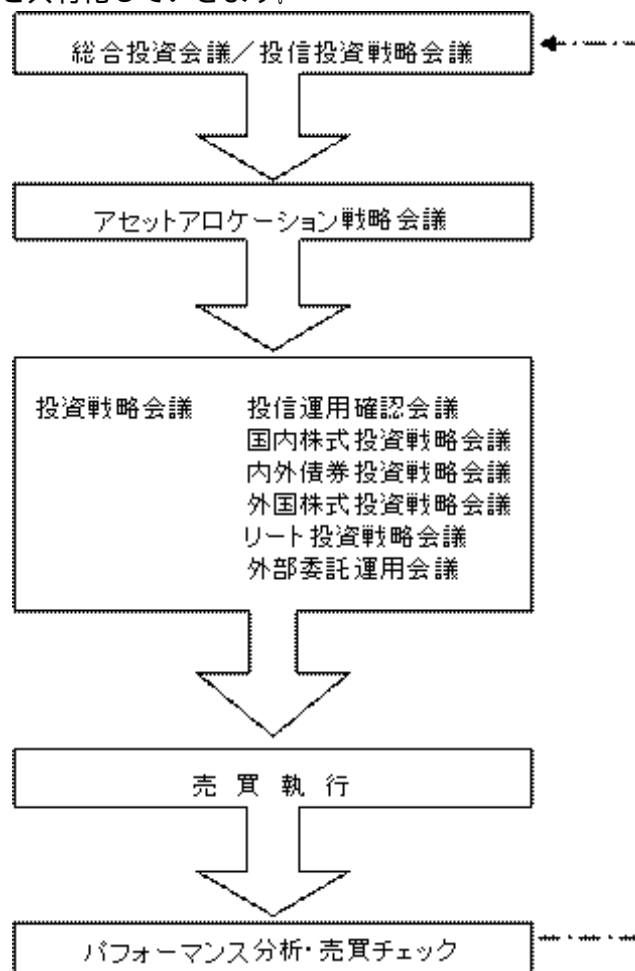 総合投資会議／投信投資戦略会議
アセットアロケーション戦略会議
投資戦略会議 投信運用確認会議
国内株式投資戦略会議
内外債券投資戦略会議
外国株式投資戦略会議
リート投資戦略会議
外部委託運用会議
売買執行
パフォーマンス分析・売買チェック